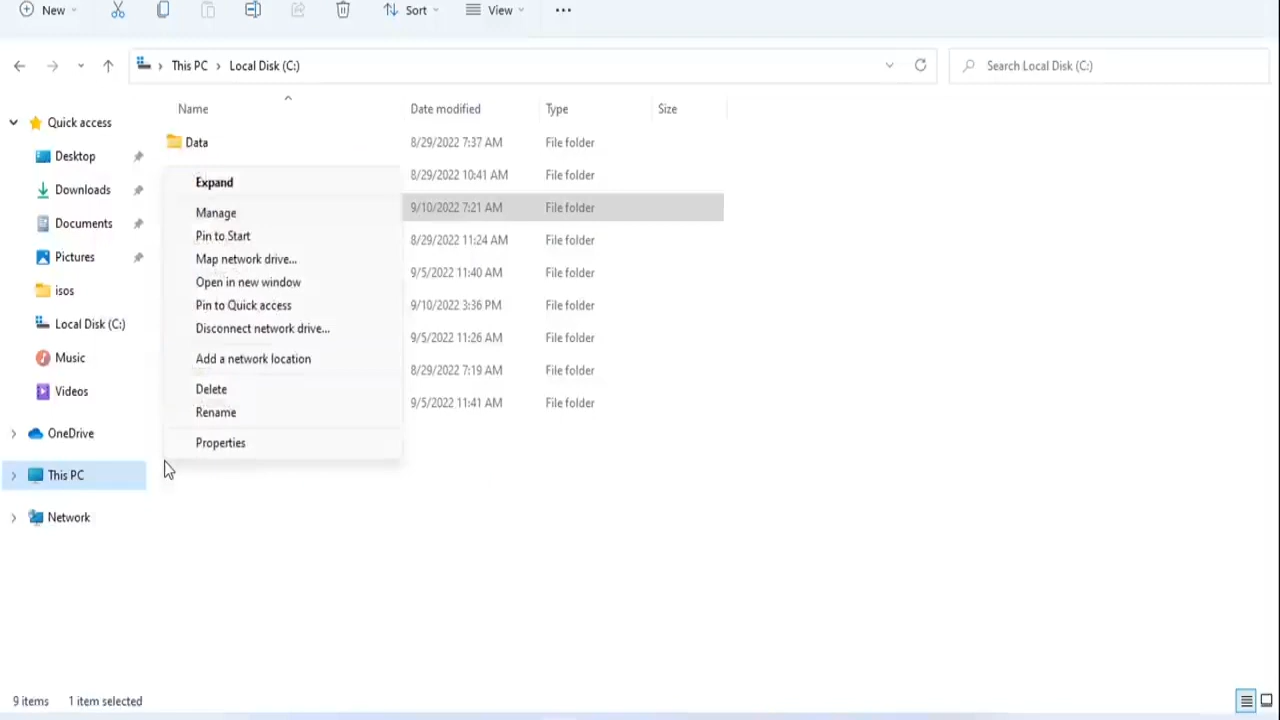 New Sort View
This PC Local Disk (C:) Search Local Disk (C:)
Name Date modified Type Size
Quick access
Desktop
Downloads
Documents
Pictures
isos
Local Disk (C:)
Music
Videos
OneDrive
This PC
Network
Data 8/29/2022 7:37 AM File folder
8/29/2022 10:41 AM File folder
9/10/2022 7:21 AM File folder
8/29/2022 11:24 AM File folder
9/5/2022 11:40 AM File folder
9/10/2022 3:36 PM File folder
9/5/2022 11:26 AM File folder
8/29/2022 7:19 AM File folder
9/5/2022 11:41 AM File folder
Expand
Manage
Pin to Start
Map network drive...
Open in new window
Pin to Quick access
Disconnect network drive...
Add a network location
Delete
Rename
Properties
9 items 1 item selected